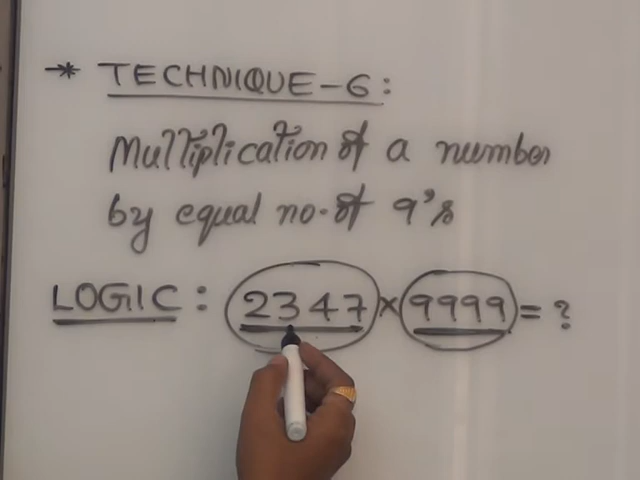 * TECHNIQUE-6:
Multiplication of a number
by equal no. of 9's
LOGIC: 2347 × 9999 = ?